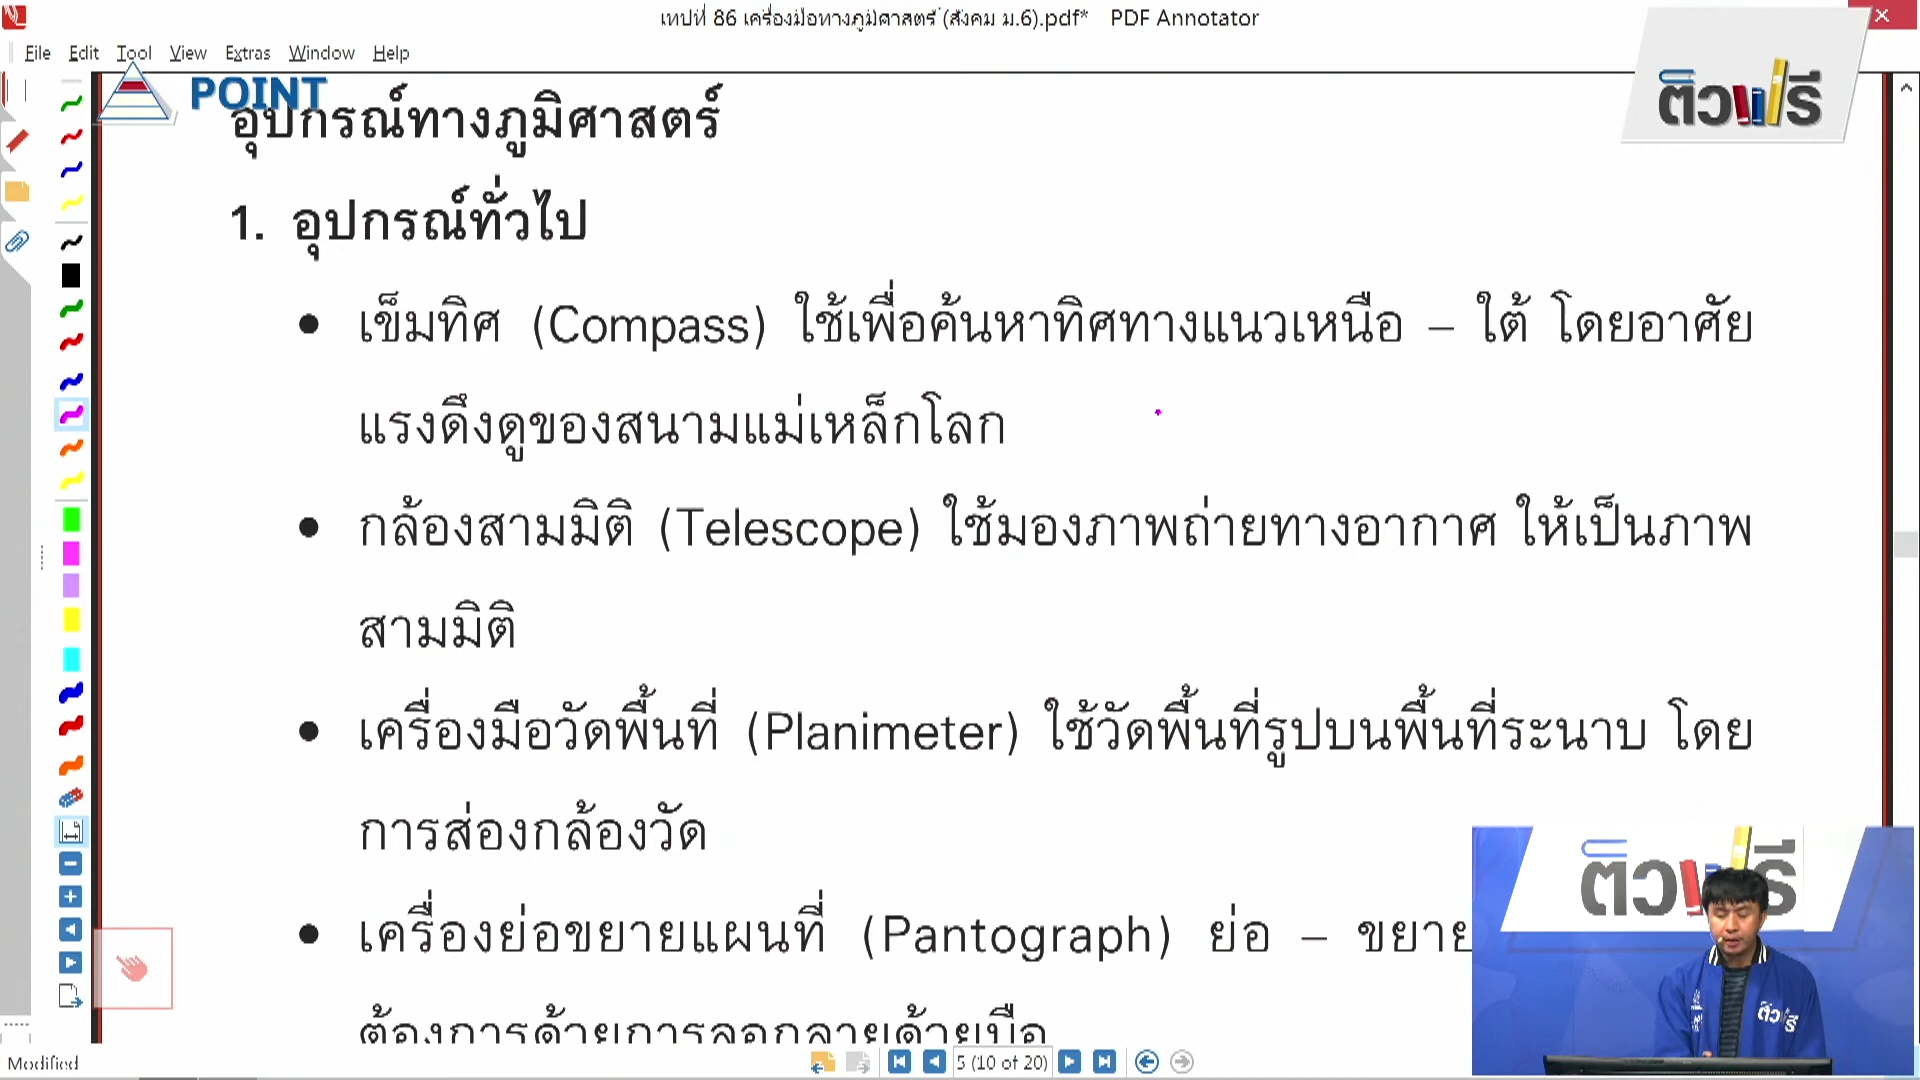 เทปที่ 86 เครื่องมือทางภูมิศาสตร์ (สังคม ม.6).pdf* PDF Annotator
File Edit Tool View Extras Window Help
POINT
ติวฟรี
อุปกรณ์ทางภูมิศาสตร์
1. อุปกรณ์ทั่วไป
• เข็มทิศ (Compass) ใช้เพื่อค้นหาทิศทางแนวเหนือ – ใต้ โดยอาศัย
แรงดึงดูของสนามแม่เหล็กโลก
• กล้องสามมิติ (Telescope) ใช้มองภาพถ่ายทางอากาศ ให้เป็นภาพ
สามมิติ
• เครื่องมือวัดพื้นที่ (Planimeter) ใช้วัดพื้นที่รูปบนพื้นที่ระนาบ โดย
การส่องกล้องวัด
• เครื่องย่อขยายแผนที่ (Pantograph) ย่อ – ขยาย
ต้องการด้วยการลอกลายด้วยมือ
ติวฟรี
ติวฟรี
Modified
5 (10 of 20)